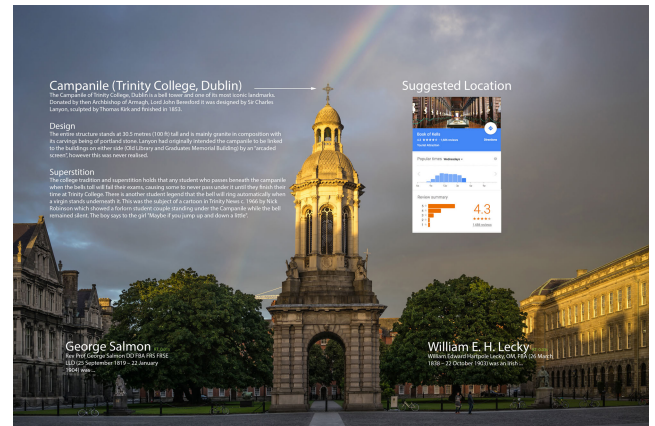 Campanile (Trinity College, Dublin)
The Campanile of Trinity College, Dublin is a bell tower and one of its most iconic landmarks.
Donated by then Archbishop of Armagh, Lord John Beresford it was designed by Sir Charles
Lanyon, sculpted by Thomas Kirk and finished in 1853.
Design
The entire structure stands at 30.5 metres (100 ft) tall and is mainly granite in composition with
its carvings being of portland stone. Lanyon had originally intended the campanile to be linked
to the buildings on either side (Old Library and Graduates Memorial Building) by an "arcaded
screen", however this was never realised.
Superstition
The college tradition and superstition holds that any student who passes beneath the campanile
when the bells toll will fail their exams, causing some to never pass under it until they finish their
time at Trinity College. There is another student legend that the bell will ring automatically when
a virgin stands underneath it. This was the subject of a cartoon in Trinity News c. 1966 by Nick
Robinson which showed a forlorn student couple standing under the Campanile while the bell
remained silent. The boy says to the girl "Maybe if you jump up and down a little".
Suggested Location
Book of Kells
Popular times Wednesdays
Review summary
4.3
George Salmon
Rev Prof George Salmon DD FBA FRS FRSE
LLD (25 September 1819 – 22 January
1904) was ...
William E. H. Lecky
William Edward Hartpole Lecky, OM, FBA (26 March
1838 – 22 October 1903) was an Irish ...